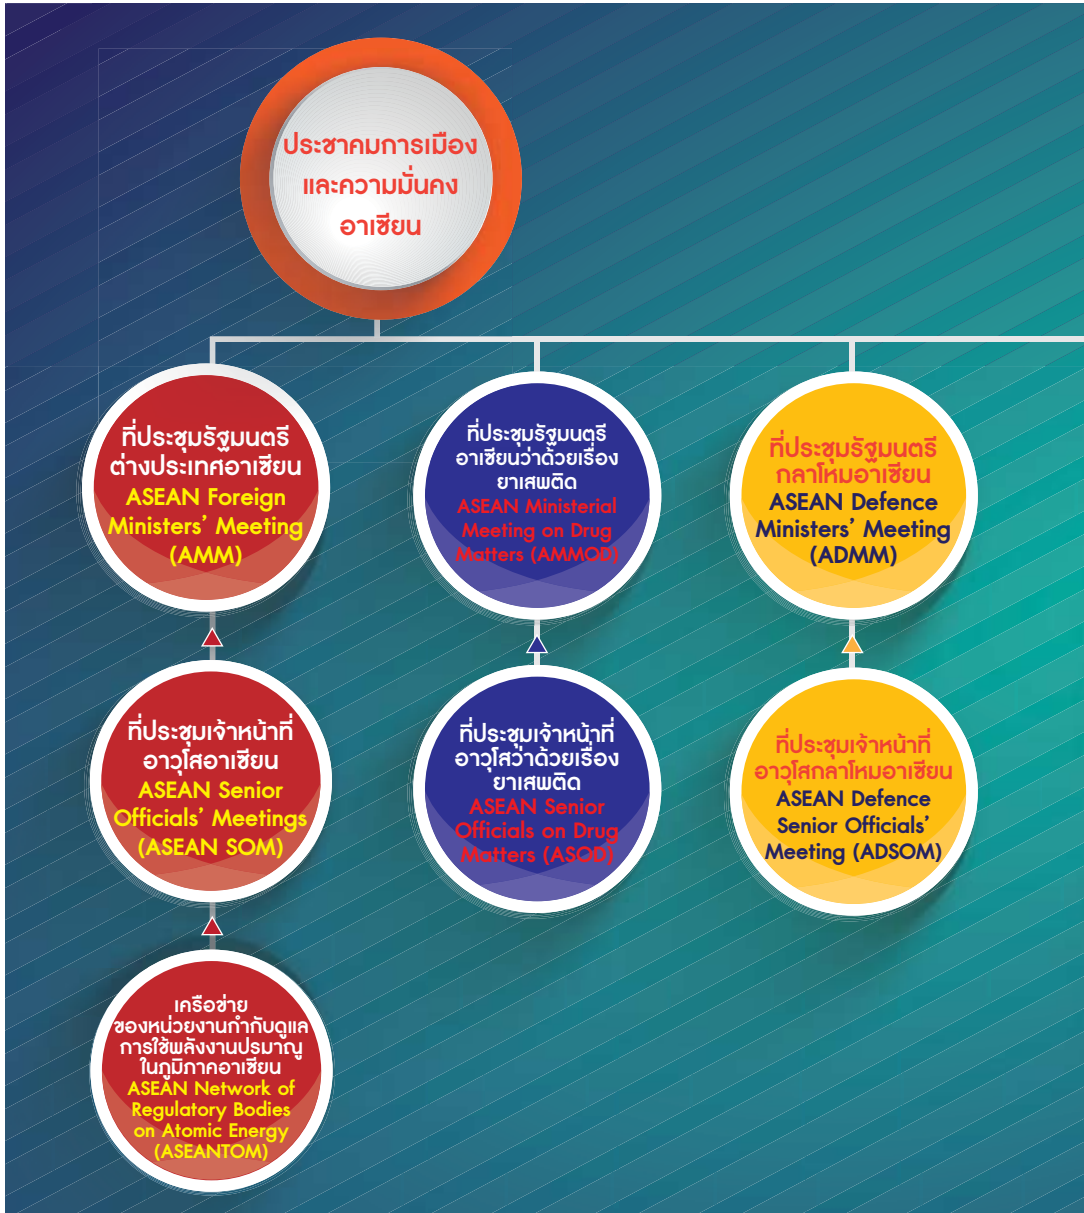 ประชาคมการเมือง
และความมั่นคง
อาเซียน
ที่ประชุมรัฐมนตรี
ต่างประเทศอาเซียน
ASEAN Foreign
Ministers’ Meeting
(AMM)
ที่ประชุมรัฐมนตรี
อาเซียนว่าด้วยเรื่อง
ยาเสพติด
ASEAN Ministerial
Meeting on Drug
Matters (AMMOD)
ที่ประชุมรัฐมนตรี
กลาโหมอาเซียน
ASEAN Defence
Ministers’ Meeting
(ADMM)
ที่ประชุมเจ้าหน้าที่
อาวุโสอาเซียน
ASEAN Senior
Officials’ Meetings
(ASEAN SOM)
ที่ประชุมเจ้าหน้าที่
อาวุโสว่าด้วยเรื่อง
ยาเสพติด
ASEAN Senior
Officials on Drug
Matters (ASOD)
ที่ประชุมเจ้าหน้าที่
อาวุโสกลาโหมอาเซียน
ASEAN Defence
Senior Officials’
Meeting (ADSOM)
เครือข่าย
ของหน่วยงานกำกับดูแล
การใช้พลังงานปรมาณู
ในภูมิภาคอาเซียน
ASEAN Network of
Regulatory Bodies
on Atomic Energy
(ASEANTOM)